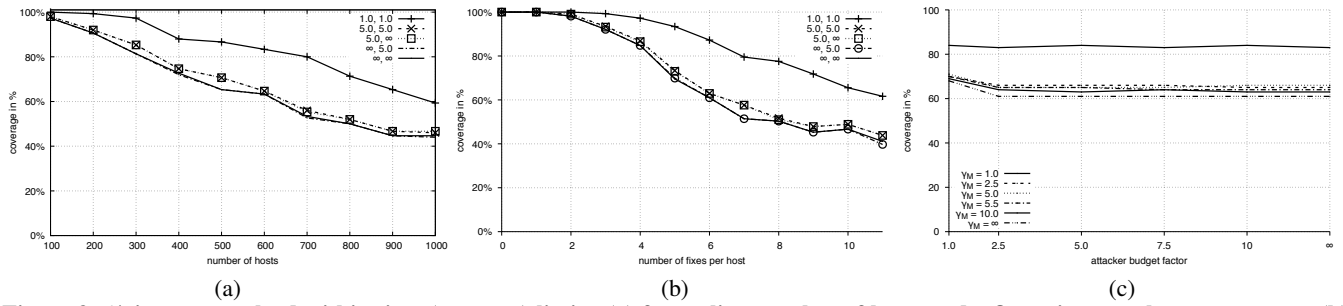 100%
80%
60%
40%
20%
0%
coverage in %
100 200 300 400 500 600 700 800 900 1000
number of hosts
1.0, 1.0
5.0, 5.0
5.0, ∞
∞, 5.0
∞, ∞
(a)
100%
80%
60%
40%
20%
0%
coverage in %
0 2 4 6 8 10
number of fixes per host
1.0, 1.0
5.0, 5.0
5.0, ∞
∞, 5.0
∞, ∞
(b)
100
80
60
40
20
0
coverage in %
1.0 2.5 5.0 7.5 10 ∞
attacker budget factor
γM = 1.0
γM = 2.5
γM = 5.0
γM = 5.5
γM = 10.0
γM = ∞
(c)